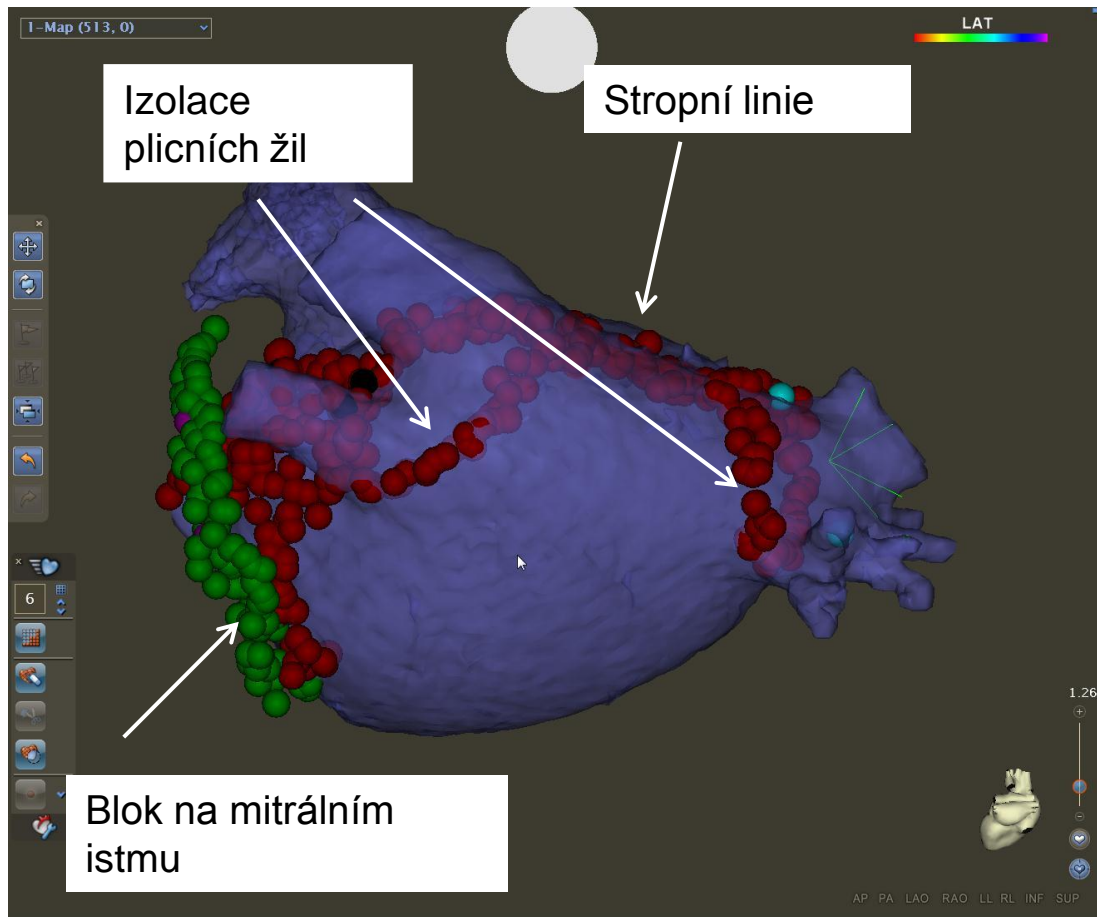 1-Map (513, 0)
LAT
Izolace
plicních žil
Stropní linie
6
1.26
Blok na mitrálním
istmu
AP PA LAO RAO LL RL INF SUP